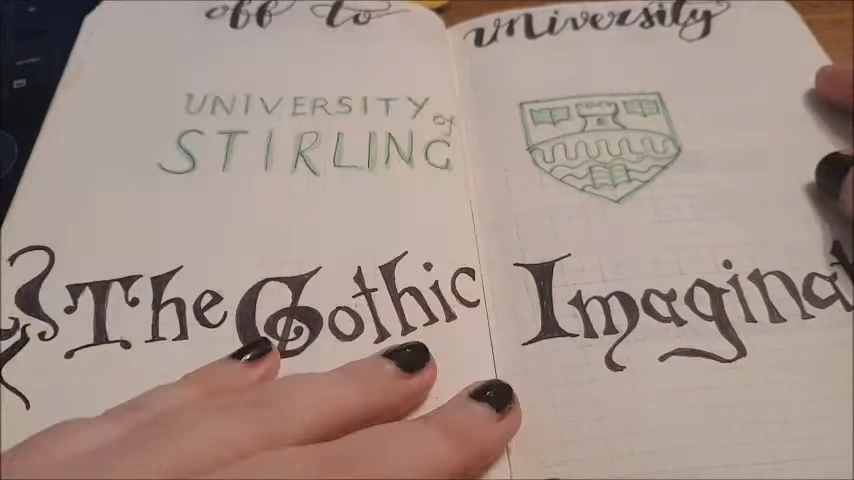 off to university
UNIVERSITY of
STIRLING
The Gothic Imagina